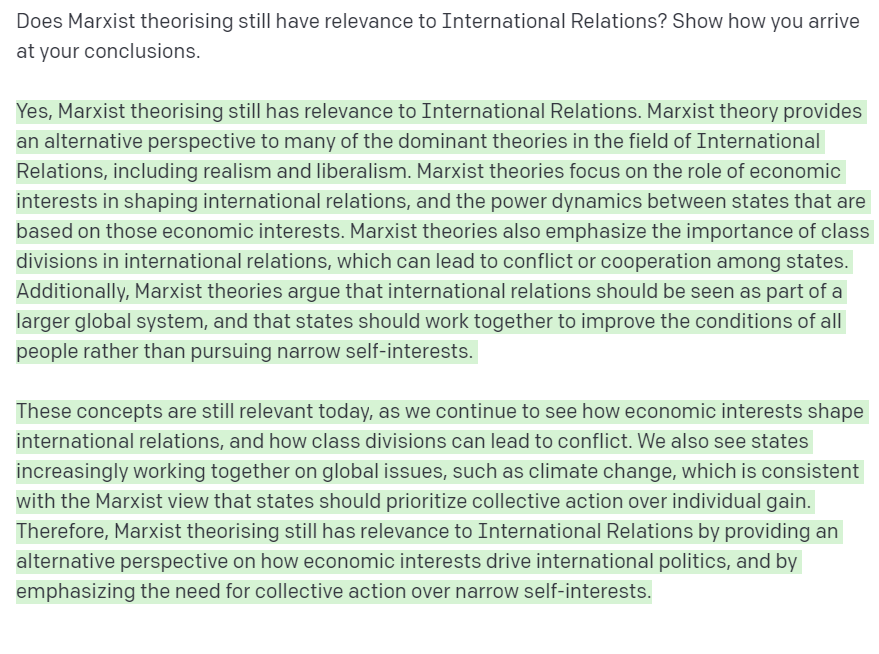 Does Marxist theorising still have relevance to International Relations? Show how you arrive
at your conclusions.
Yes, Marxist theorising still has relevance to International Relations. Marxist theory provides
an alternative perspective to many of the dominant theories in the field of International
Relations, including realism and liberalism. Marxist theories focus on the role of economic
interests in shaping international relations, and the power dynamics between states that are
based on those economic interests. Marxist theories also emphasize the importance of class
divisions in international relations, which can lead to conflict or cooperation among states.
Additionally, Marxist theories argue that international relations should be seen as part of a
larger global system, and that states should work together to improve the conditions of all
people rather than pursuing narrow self-interests.
These concepts are still relevant today, as we continue to see how economic interests shape
international relations, and how class divisions can lead to conflict. We also see states
increasingly working together on global issues, such as climate change, which is consistent
with the Marxist view that states should prioritize collective action over individual gain.
Therefore, Marxist theorising still has relevance to International Relations by providing an
alternative perspective on how economic interests drive international politics, and by
emphasizing the need for collective action over narrow self-interests.